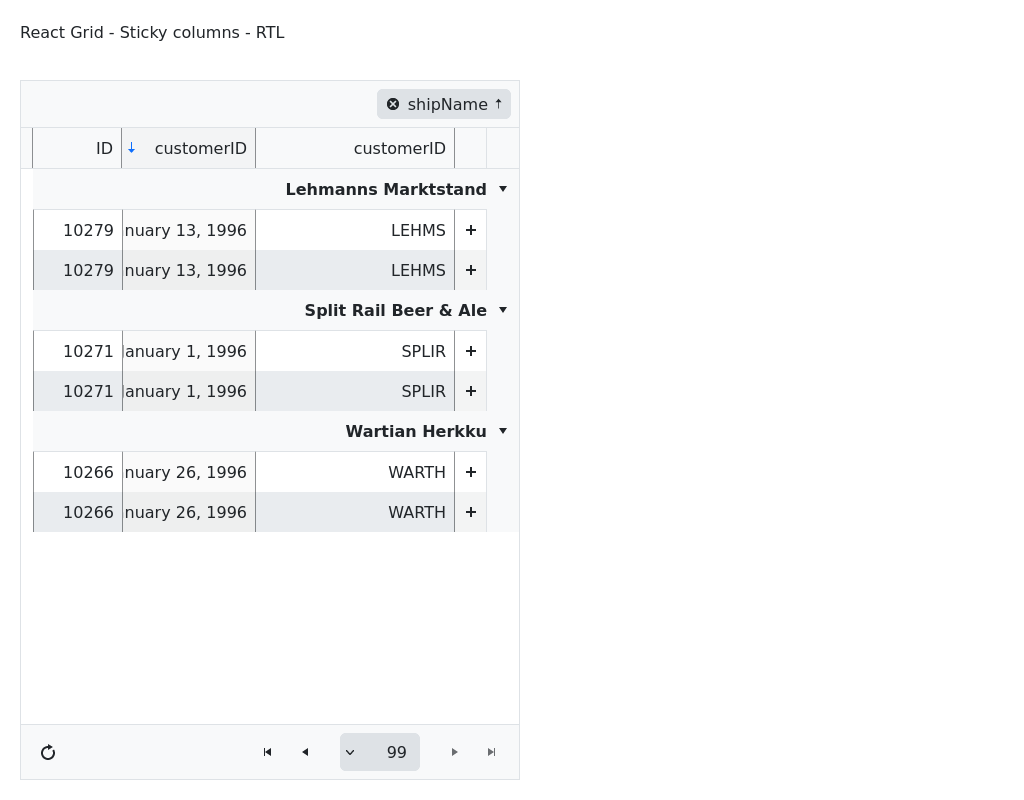 React Grid - Sticky columns - RTL
shipName
ID customerID customerID
Lehmanns Marktstand
10279 nuary 13, 1996 LEHMS
10279 nuary 13, 1996 LEHMS
Split Rail Beer & Ale
10271 anuary 1, 1996 SPLIR
10271 anuary 1, 1996 SPLIR
Wartian Herkku
10266 nuary 26, 1996 WARTH
10266 nuary 26, 1996 WARTH
99